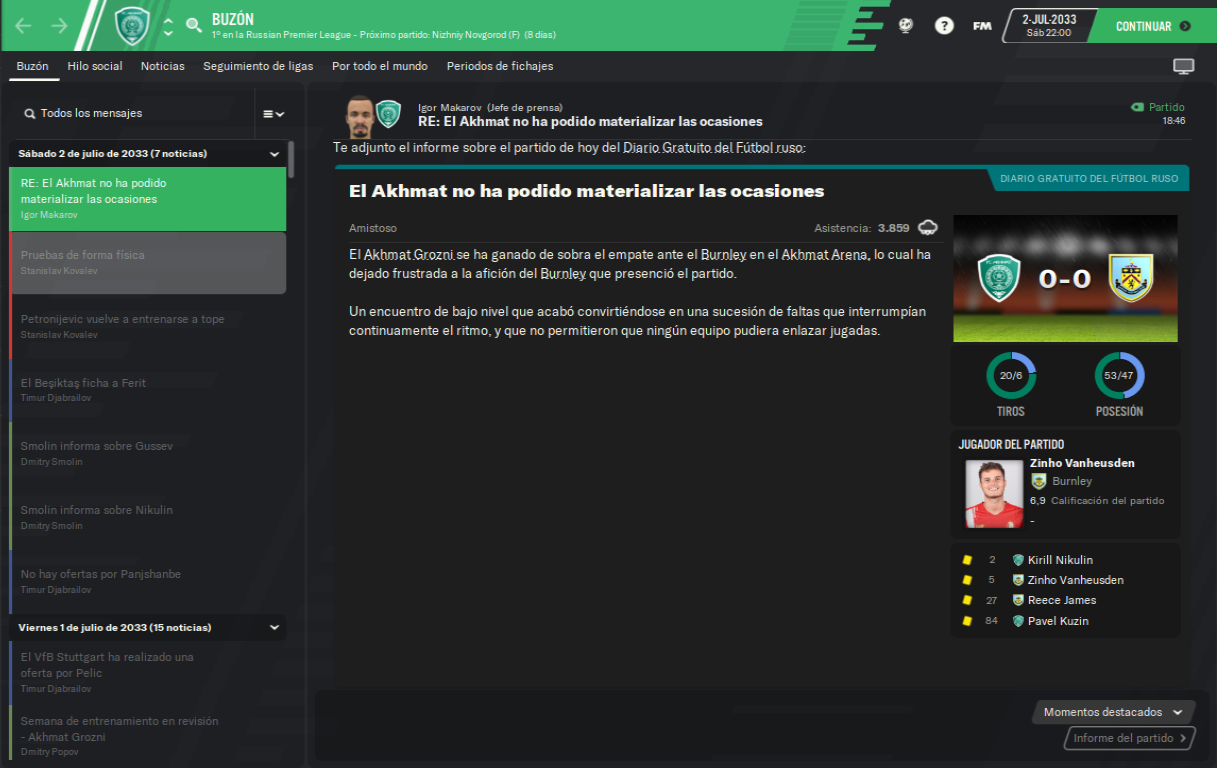 BUZÓN
1º en la Russian Premier League - Próximo partido: Nizhniy Novgorod (F) (8 días)
FM
2-JUL-2033
Sáb 22:00
CONTINUAR
Buzón
Hilo social
Noticias
Seguimiento de ligas
Por todo el mundo
Periodos de fichajes
Todos los mensajes
Sábado 2 de julio de 2033 (7 noticias)
RE: El Akhmat no ha podido
materializar las ocasiones
Igor Makarov
Pruebas de forma física
Stanislav Kovalev
Petronijevic vuelve a entrenarse a tope
Stanislav Kovalev
El Beşiktaş ficha a Ferit
Timur Djabrailov
Smolin informa sobre Gussev
Dmitry Smolin
Smolin informa sobre Nikulin
Dmitry Smolin
No hay ofertas por Panjshanbe
Timur Djabrailov
Viernes 1 de julio de 2033 (15 noticias)
El VfB Stuttgart ha realizado una
oferta por Pelic
Timur Djabrailov
Semana de entrenamiento en revisión
- Akhmat Grozni
Dmitry Popov
Igor Makarov (Jefe de prensa)
RE: El Akhmat no ha podido materializar las ocasiones
Partido
18:46
Te adjunto el informe sobre el partido de hoy del Diario Gratuito del Fútbol ruso:
DIARIO GRATUITO DEL FÚTBOL RUSO
El Akhmat no ha podido materializar las ocasiones
Amistoso
Asistencia: 3.859
El Akhmat Grozni se ha ganado de sobra el empate ante el Burnley en el Akhmat Arena, lo cual ha
dejado frustrada a la afición del Burnley que presenció el partido.
Un encuentro de bajo nivel que acabó convirtiéndose en una sucesión de faltas que interrumpían
continuamente el ritmo, y que no permitieron que ningún equipo pudiera enlazar jugadas.
0-0
20/6
53/47
TIROS
POSESIÓN
JUGADOR DEL PARTIDO
Zinho Vanheusden
Burnley
6,9 Calificación del partido
-
2 Kirill Nikulin
5 Zinho Vanheusden
27 Reece James
84 Pavel Kuzin
Momentos destacados
Informe del partido